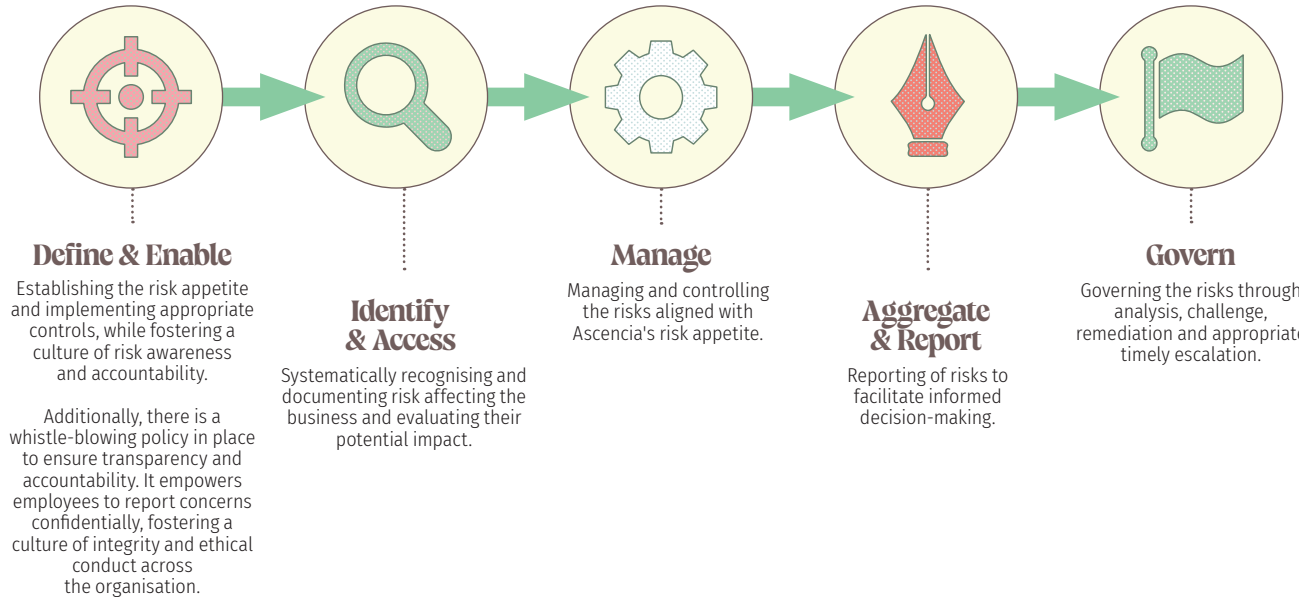 Define & Enable
Establishing the risk appetite
and implementing appropriate
controls, while fostering a
culture of risk awareness
and accountability.
Additionally, there is a
whistle-blowing policy in place
to ensure transparency and
accountability. It empowers
employees to report concerns
confidentially, fostering a
culture of integrity and ethical
conduct across
the organisation.
Identify
& Access
Systematically recognising and
documenting risk affecting the
business and evaluating their
potential impact.
Manage
Managing and controlling
the risks aligned with
Ascencia's risk appetite.
Aggregate
& Report
Reporting of risks to
facilitate informed
decision-making.
Govern
Governing the risks through
analysis, challenge,
remediation and appropriate
timely escalation.